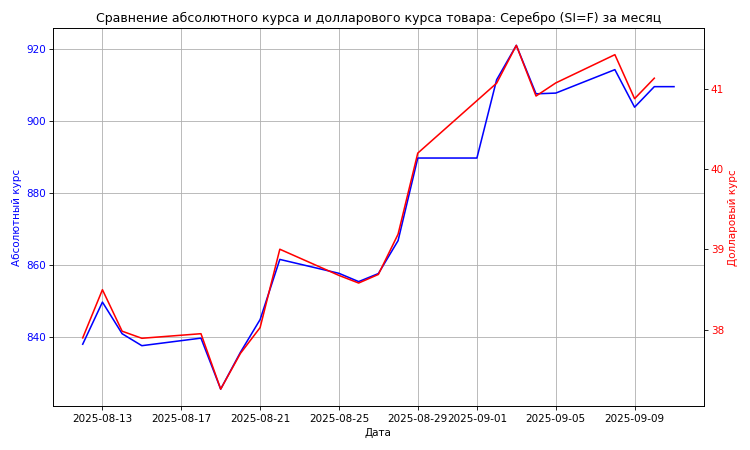 Сравнение абсолютного курса и долларового курса товара: Серебро (SI=F) за месяц
920
900
880
860
840
Абсолютный курс
41
40
39
38
Долларовый курс
2025-08-13 2025-08-17 2025-08-21 2025-08-25 2025-08-29 2025-09-01 2025-09-05 2025-09-09
Дата